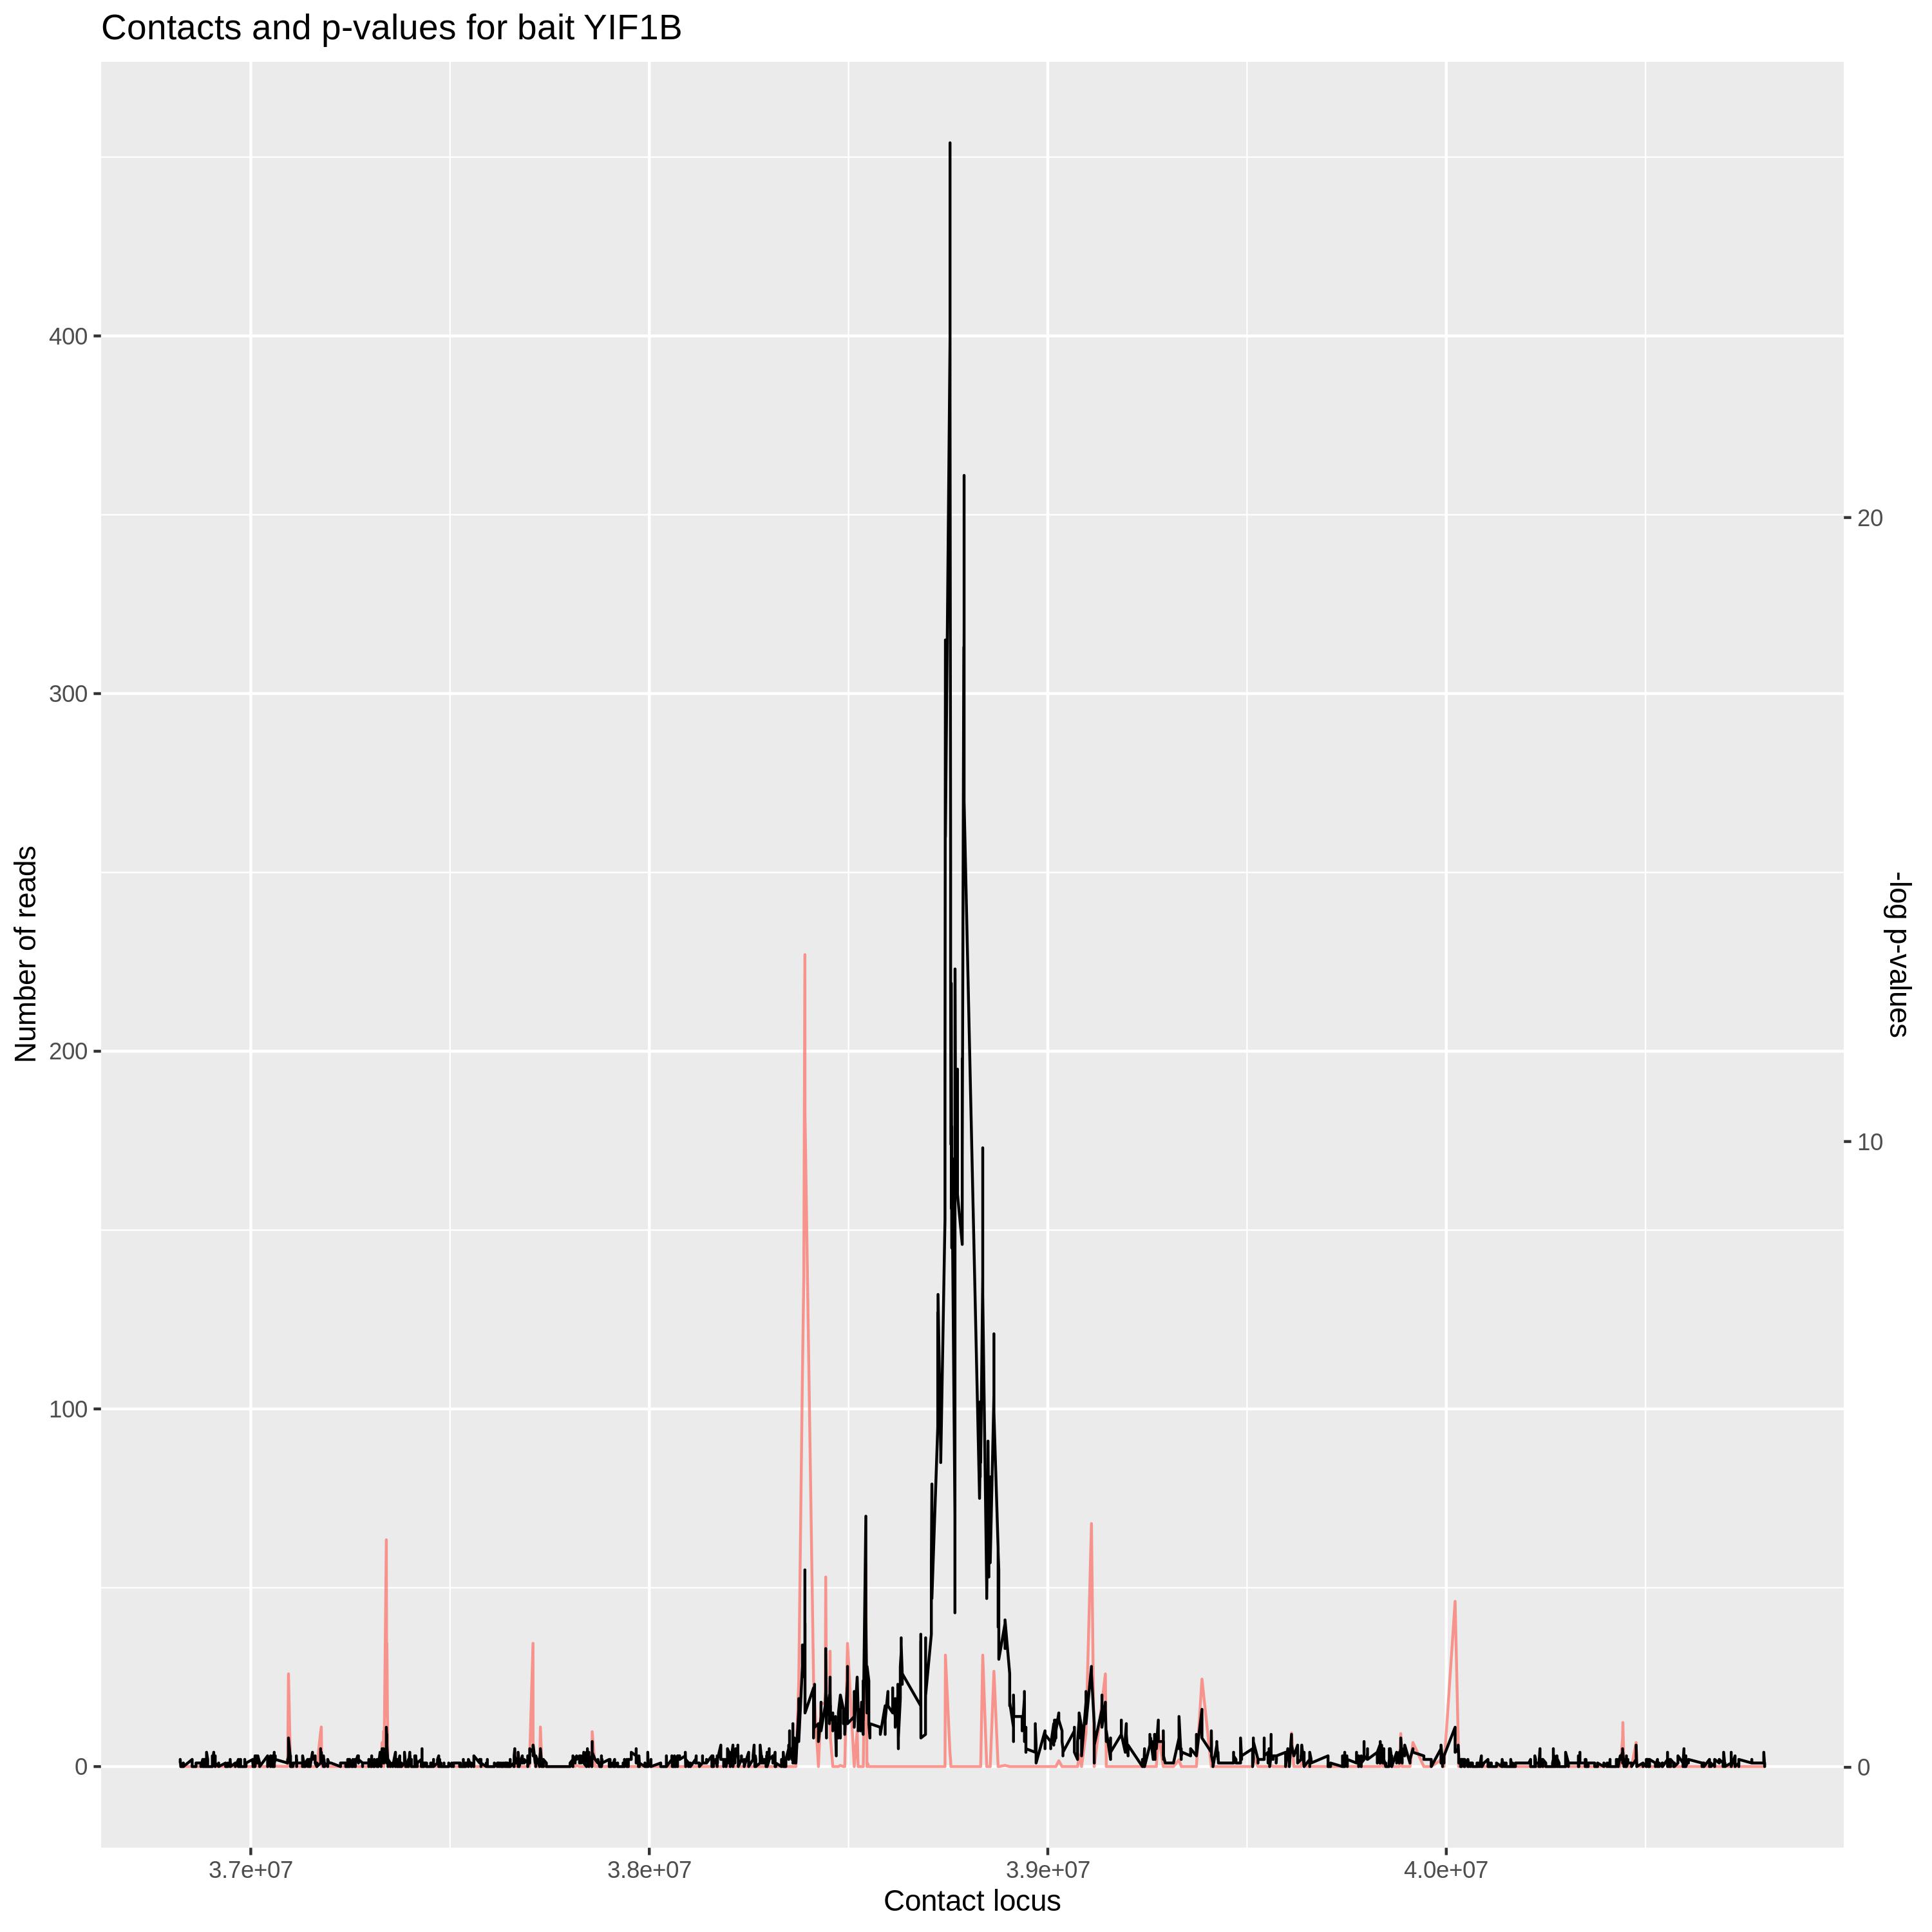 Contacts and p-values for bait YIF1B
Number of reads
400
300
200
100
0
20
10
0
-log p-values
3.7e+07 3.8e+07 3.9e+07 4.0e+07
Contact locus